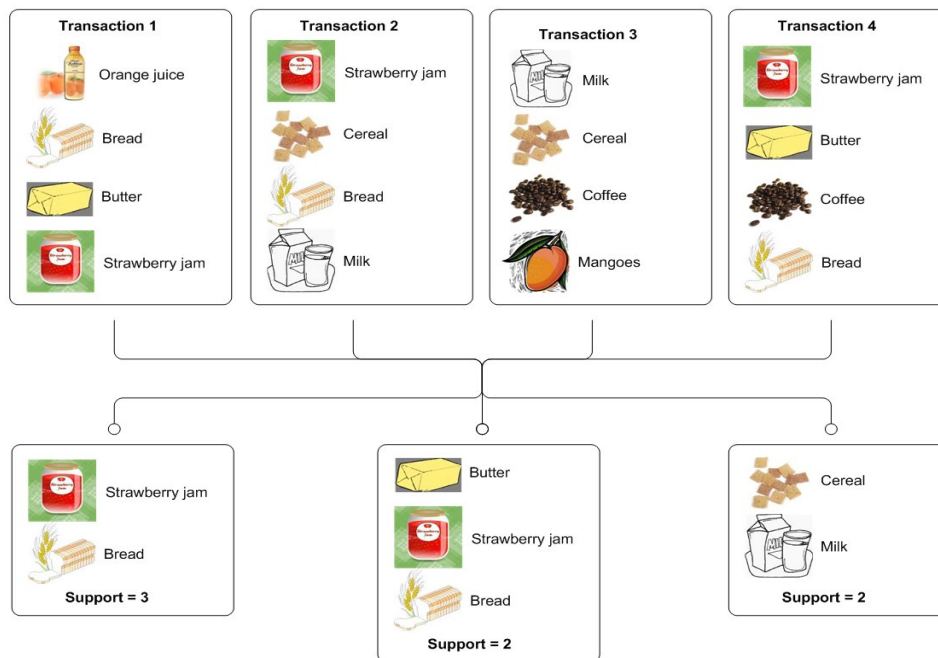 Transaction 1
Orange juice
Bread
Butter
Strawberry jam
Transaction 2
Strawberry jam
Cereal
Bread
Milk
Transaction 3
Milk
Cereal
Coffee
Mangoes
Transaction 4
Strawberry jam
Butter
Coffee
Bread
Strawberry jam
Bread
Support = 3
Butter
Strawberry jam
Bread
Support = 2
Cereal
Milk
Support = 2